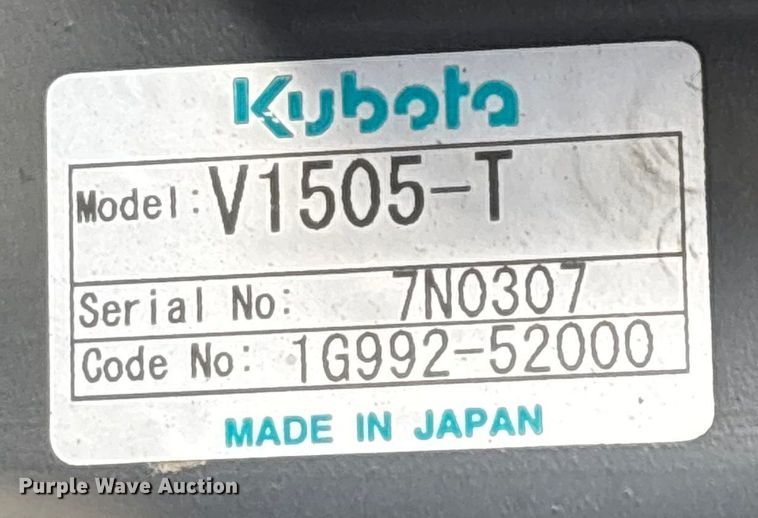 Kubota
Model: V1505-T
Serial No: 7N0307
Code No: 1G992-52000
MADE IN JAPAN
Purple Wave Auction